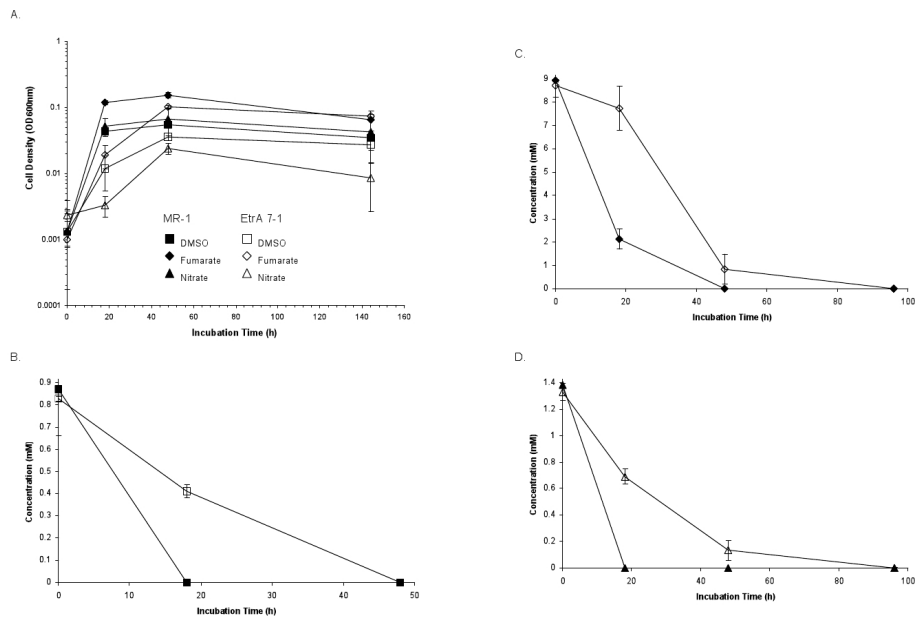 A.
1
0.1
0.01
0.001
0.0001
Cell Density (OD600nm)
MR-1 EtrA 7-1
DMSO DMSO
Fumarate Fumarate
Nitrate Nitrate
0 20 40 60 80 100 120 140 160
Incubation Time (h)
B.
0.9
0.8
0.7
0.6
0.5
0.4
0.3
0.2
0.1
0
Concentration (mM)
0 10 20 30 40 50
Incubation Time (h)
C.
9
8
7
6
5
4
3
2
1
0
Concentration (mM)
0 20 40 60 80 100
Incubation Time (h)
D.
1.4
1.2
1
0.8
0.6
0.4
0.2
0
Concentration (mM)
0 20 40 60 80 100
Incubation Time (h)